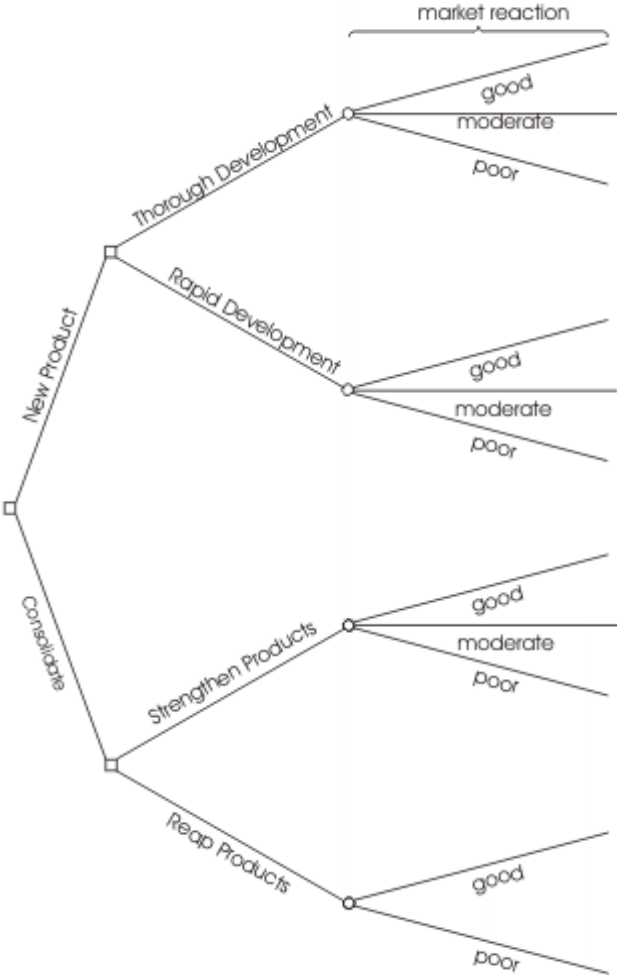 market reaction
good
moderate
poor
Thorough Development
Rapid Development
New Product
good
moderate
poor
Consolidate
Strengthen Products
good
moderate
poor
Reap Products
good
poor